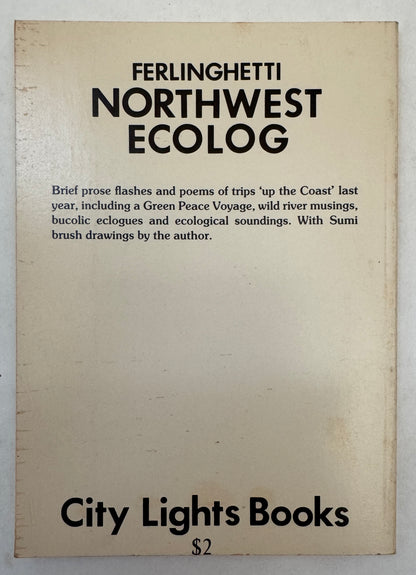 FERLINGHETTI
NORTHWEST
ECOLOG
Brief prose flashes and poems of trips ‘up the Coast’ last
year, including a Green Peace Voyage, wild river musings,
bucolic eclogues and ecological soundings. With Sumi
brush drawings by the author.
City Lights Books
$2